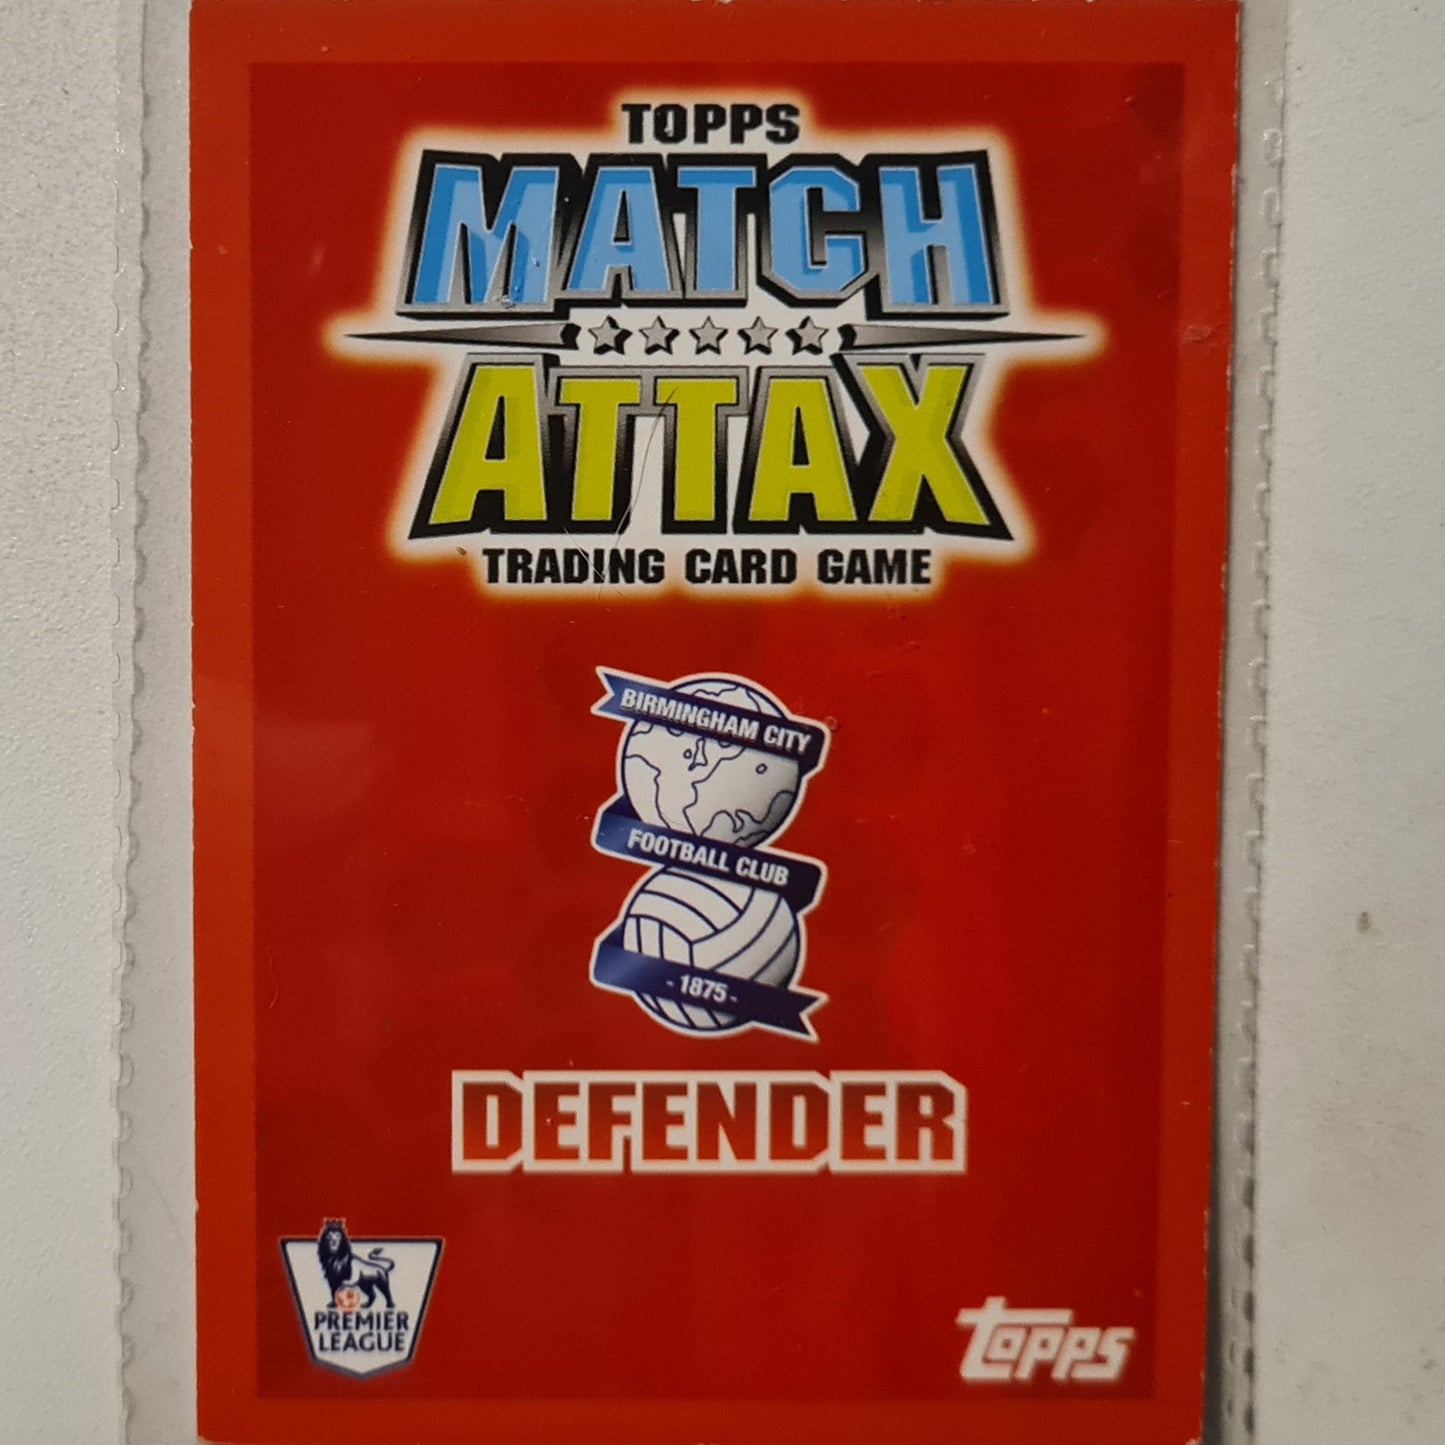 TOPPS
MATCH
ATTAX
TRADING CARD GAME
BIRMINGHAM CITY
FOOTBALL CLUB
- 1875 -
DEFENDER
PREMIER
LEAGUE
topps